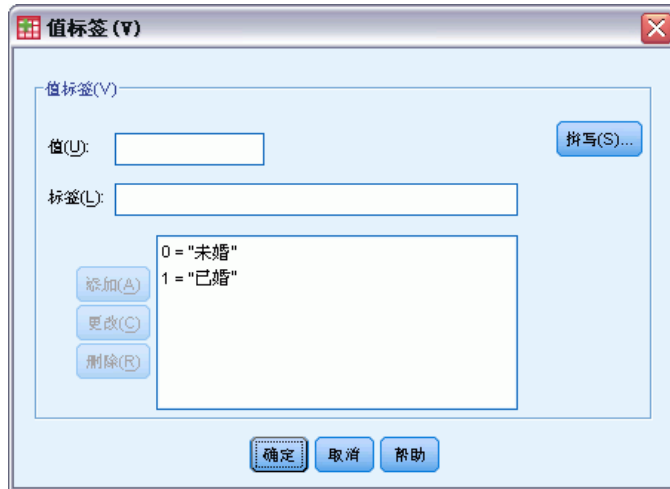 值标签(V)
值标签(V)
值(U):
拼写(S)...
标签(L):
0 = "未婚"
1 = "已婚"
添加(A)
更改(C)
删除(R)
确定
取消
帮助